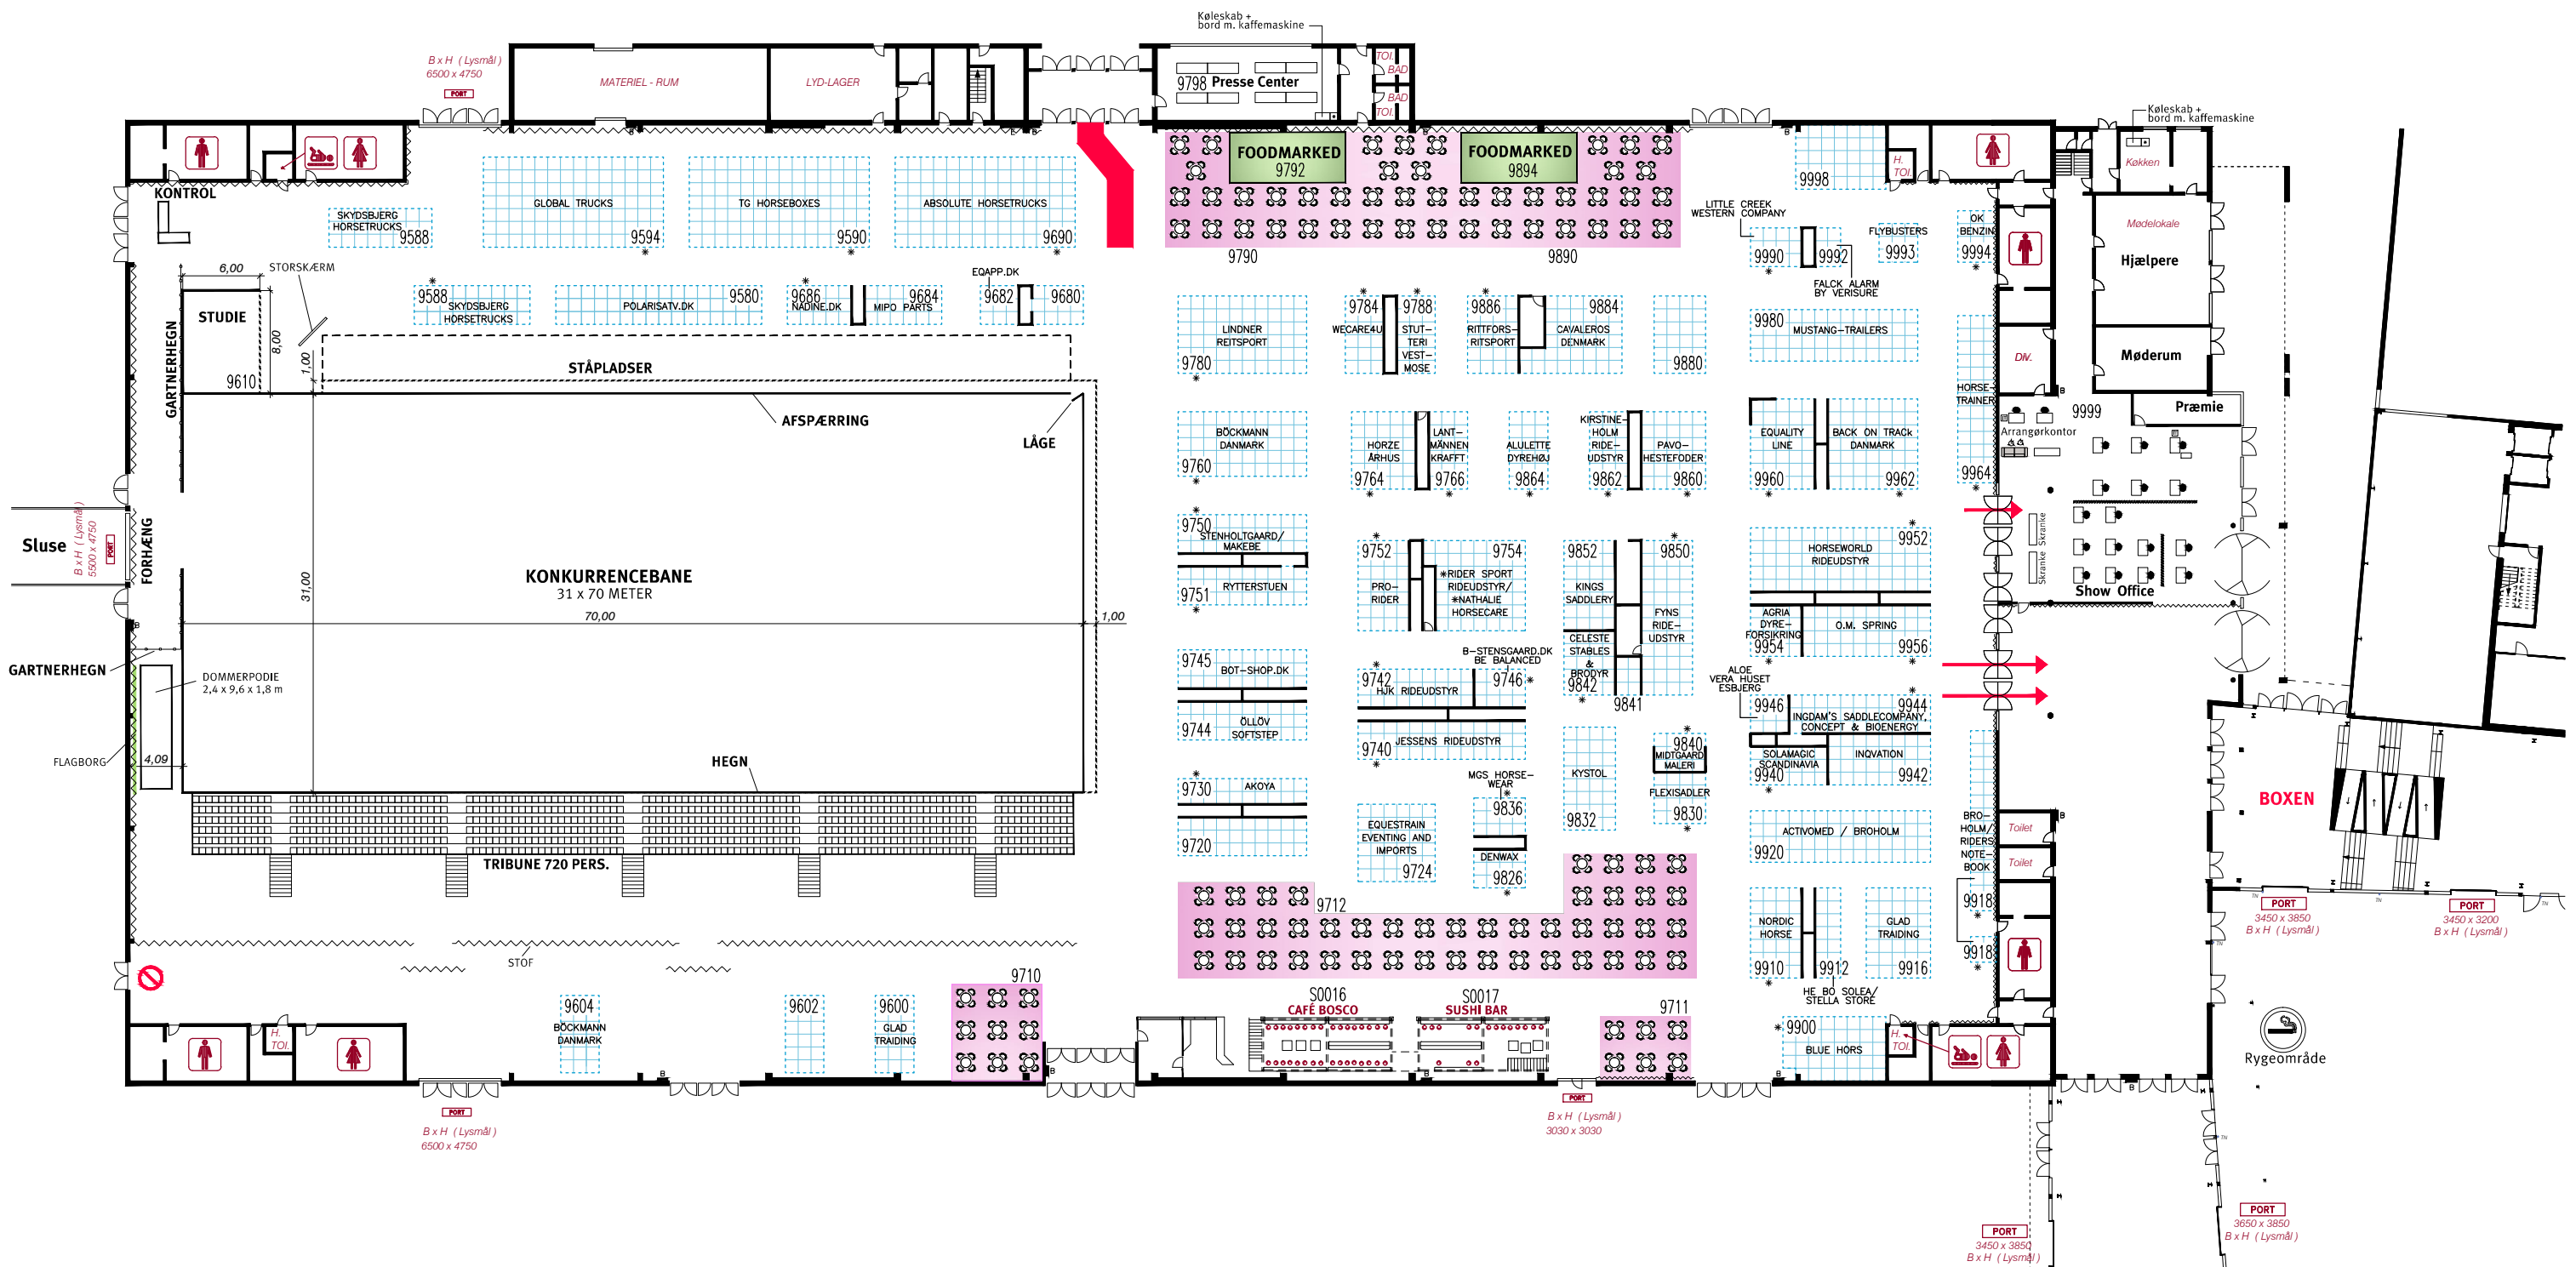 Køleskab +
bord m. kaffemaskine
B x H ( Lysmål )
6500 x 4750
PORT
MATERIEL - RUM
LYD-LAGER
9798 Presse Center
TOI.
BAD
BAD
TOI.
Køleskab +
bord m. kaffemaskine
Køkken
KONTROL
SKYDSBJERG
HORSETRUCKS
9588
GLOBAL TRUCKS
9594
TG HORSEBOXES
9590
ABSOLUTE HORSETRUCKS
9690
FOODMARKED
9792
FOODMARKED
9894
9790
9890
9998
H.
TOI.
LITTLE CREEK
WESTERN COMPANY
9990
9992
FALCK ALARM
BY VERISURE
FLYBUSTERS
9993
OK
BENZIN
9994
Mødelokale
Hjælpere
Møderum
Div.
Præmie
9999
Arrangørkontor
6,00
STORSKÆRM
STUDIE
8,00
1,00
9610
GARTNERHEGN
9588
SKYDSBJERG
HORSETRUCKS
9580
POLARISATV.DK
9686
NADINE.DK
9684
MIPO PARTS
EQAPP.DK
9682
9680
STÅPLADSER
AFSPÆRRING
LÅGE
LINDNER
REITSPORT
9780
9784
WECARE4U
9788
STUT-
TERI
VEST-
MOSE
9886
RITTFORS-
RITSPORT
9884
CAVALEROS
DENMARK
9880
9980
MUSTANG-TRAILERS
HORSE-
TRAINER
9964
BÖCKMANN
DANMARK
9760
HORZE
ÅRHUS
9764
LANT-
MÄNNEN
KRAFFT
9766
ALULETTE
DYREHØJ
9864
KIRSTINE-
HOLM
RIDE-
UDSTYR
9862
PAVO-
HESTEFODER
9860
EQUALITY
LINE
9960
BACK ON TRACk
DANMARK
9962
Sluse
B x H ( Lysmål )
5500 x 4750
PORT
FORHÆNG
31,00
KONKURRENCEBANE
31 x 70 METER
70,00
1,00
9750
STENHOLTGAARD/
MAKEBE
RYTTERSTUEN
9751
9752
PRO-
RIDER
9754
*RIDER SPORT
RIDEUDSTYR/
*NATHALIE
HORSECARE
9852
KINGS
SADDLERY
9850
FYNS
RIDE-
UDSTYR
9952
HORSEWORLD
RIDEUDSTYR
Skranke
Skranke
Show Office
AGRIA
DYRE-
FORSIKRING
9954
O.M. SPRING
9956
CELESTE
STABLES
&
BRODYR
9842
9841
GARTNERHEGN
DOMMERPODIE
2,4 x 9,6 x 1,8 m
FLAGBORG
4,09
9745
BOT-SHOP.DK
9744
ÖLLÖV
SOFTSTEP
B-STENSGAARD.DK
BE BALANCED
9742
HJK RIDEUDSTYR
9746
9740
JESSENS RIDEUDSTYR
ALOE
VERA HUSET
ESBJERG
9946
9944
INGDAM'S SADDLECOMPANY,
CONCEPT & BIOENERGY
SOLAMAGIC
SCANDINAVIA
9940
INQVATION
9942
HEGN
9730
AKOYA
9720
MGS HORSE-
WEAR
9836
KYSTOL
9832
9840
MIDTGAARD
MALERI
FLEXISADLER
9830
EQUESTRAIN
EVENTING AND
IMPORTS
9724
DENWAX
9826
ACTIVOMED / BROHOLM
9920
BRO-
HOLM/
RIDERS
NOTE-
BOOK
9918
9918
Toilet
Toilet
BOXEN
PORT
3450 x 3850
B x H ( Lysmål )
PORT
3450 x 3200
B x H ( Lysmål )
TRIBUNE 720 PERS.
STOF
9712
NORDIC
HORSE
9910
9912
HE BO SOLEA/
STELLA STORE
GLAD
TRAIDING
9916
9604
BÖCKMANN
DANMARK
9602
9600
GLAD
TRAIDING
9710
S0016
CAFÉ BOSCO
S0017
SUSHI BAR
9711
9900
BLUE HORS
H.
TOI.
H.
TOI.
Rygeområde
PORT
B x H ( Lysmål )
6500 x 4750
PORT
B x H ( Lysmål )
3030 x 3030
PORT
3450 x 3850
B x H ( Lysmål )
PORT
3650 x 3850
B x H ( Lysmål )